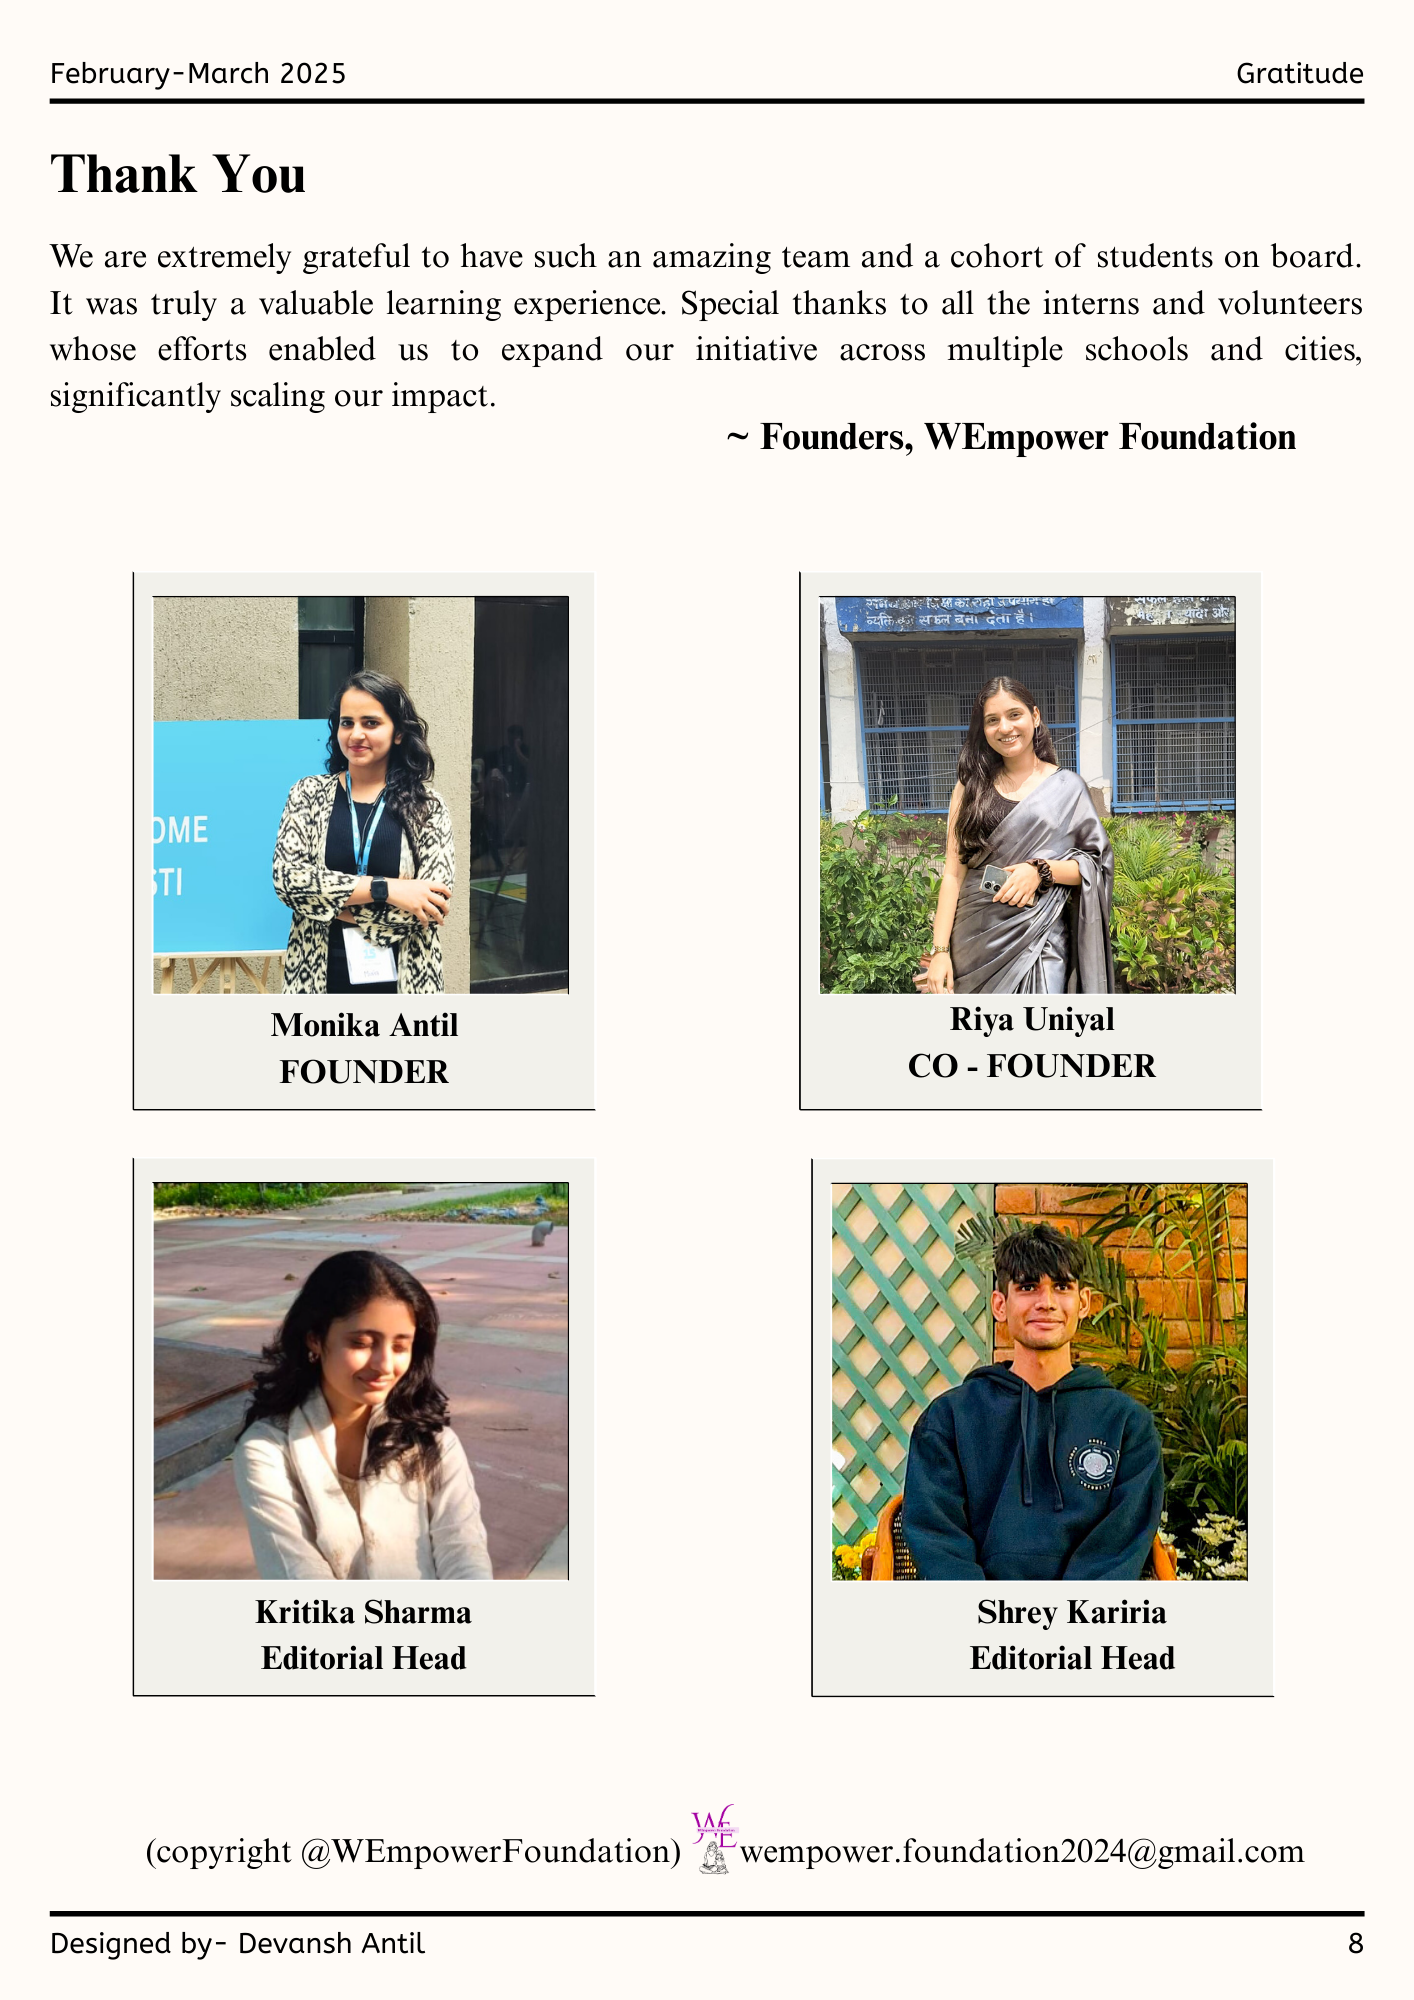 February-March 2025
Gratitude
Thank You
We are extremely grateful to have such an amazing team and a cohort of students on board.
It was truly a valuable learning experience. Special thanks to all the interns and volunteers
whose efforts enabled us to expand our initiative across multiple schools and cities,
significantly scaling our impact.
~ Founders, WEmpower Foundation
OME
STI
व्यक्ति को सफल बना देता है।
Monika Antil
FOUNDER
Riya Uniyal
CO - FOUNDER
Kritika Sharma
Editorial Head
Shrey Kariria
Editorial Head
(copyright @WEmpowerFoundation)
WE
wempower.foundation2024@gmail.com
Designed by- Devansh Antil
8